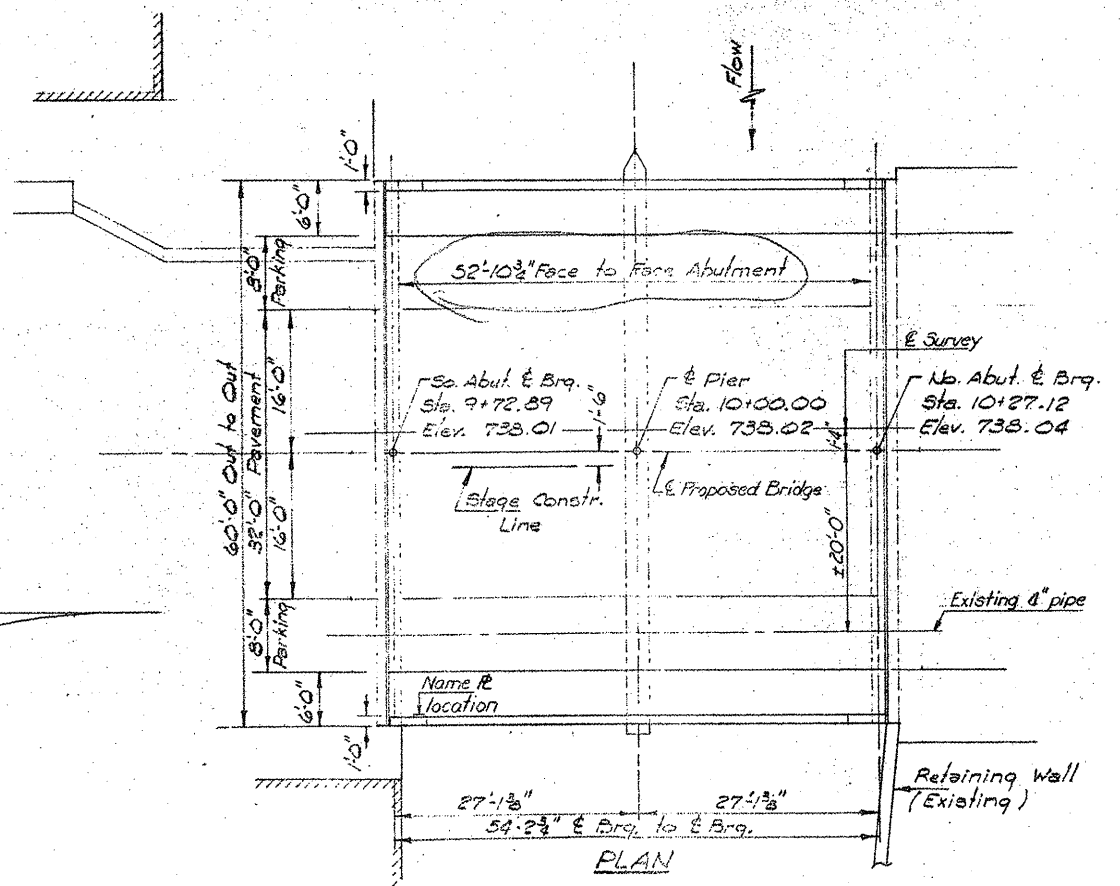 Flow
1'-0"
6'-0"
8'-0"
Parking
52'-10¾" Face to Face Abutment
60'-0" Out to Out
32'-0" Pavement
16'-0"
16'-0"
℄ Survey
So. Abut. ℄ Brg.
Sta. 9+72.89
Elev. 738.01
1'-6"
℄ Pier
Sta. 10+00.00
Elev. 738.02
1'-4"
No. Abut. ℄ Brg.
Sta. 10+27.12
Elev. 738.04
Stage Constr.
Line
℄ Proposed Bridge
±20'-0"
Existing 4" pipe
8'-0"
Parking
6'-0"
Name ℄
location
1'-0"
27'-1⅜"
27'-1⅜"
54'-2¾" ℄ Brg. to ℄ Brg.
Retaining Wall
(Existing)
PLAN